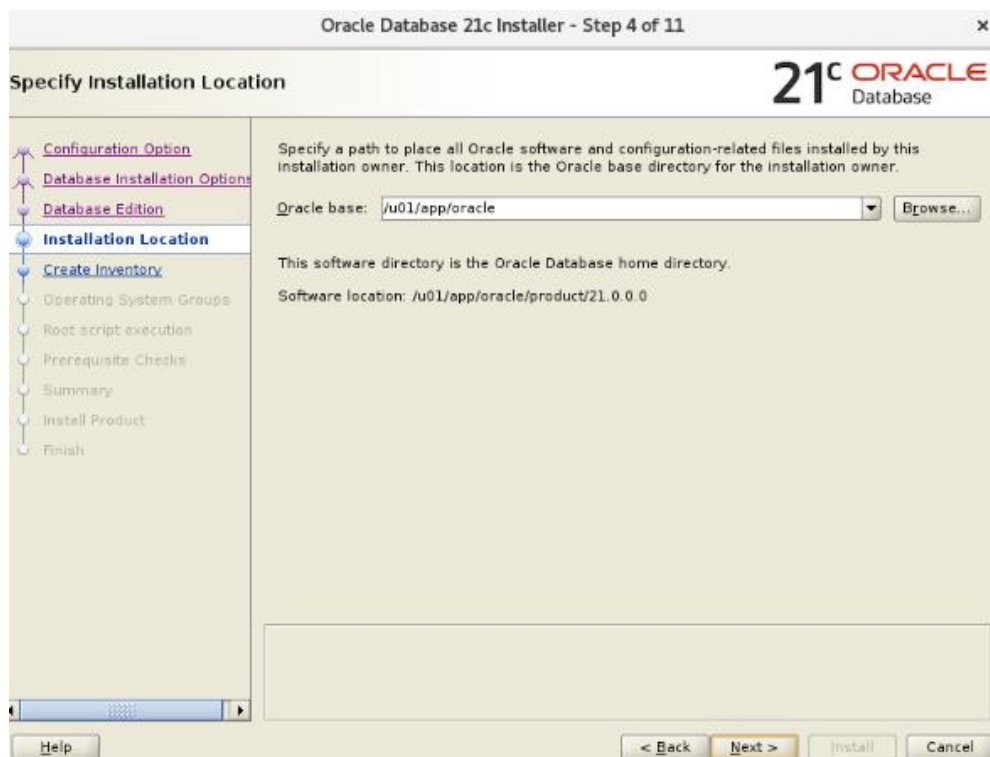 Oracle Database 21c Installer - Step 4 of 11
Specify Installation Location
21c ORACLE
Database
Configuration Option
Database Installation Options
Database Edition
Installation Location
Create Inventory
Operating System Groups
Root script execution
Prerequisite Checks
Summary
Install Product
Finish
Specify a path to place all Oracle software and configuration-related files installed by this
installation owner. This location is the Oracle base directory for the installation owner.
Oracle base: /u01/app/oracle Browse...
This software directory is the Oracle Database home directory.
Software location: /u01/app/oracle/product/21.0.0.0
Help < Back Next > Install Cancel